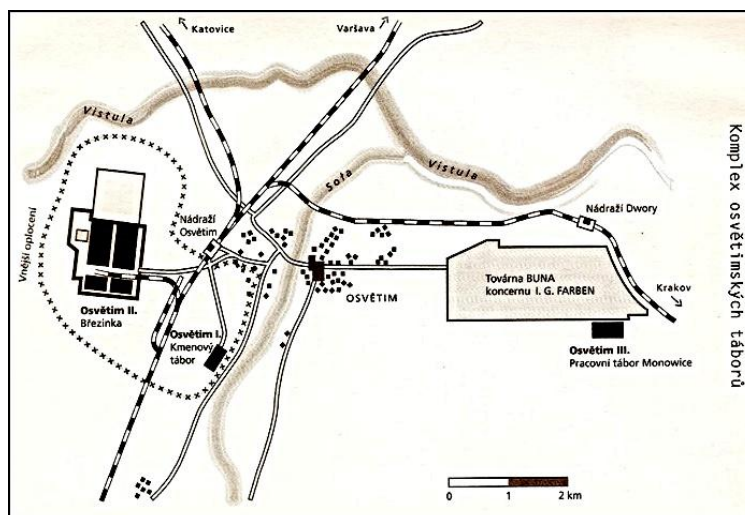 Katovice
Varšava
Vistula
Soła
Vistula
Vnější oplocení
Nádraží
Osvětim
Nádraží Dwory
Továrna BUNA
koncernu I. G. FARBEN
Krakov
OSVĚTIM
Osvětim II.
Březinka
Osvětim I.
Kmenový
tábor
Osvětim III.
Pracovní tábor Monowice
0 1 2 km
Komplex osvětimských táborů